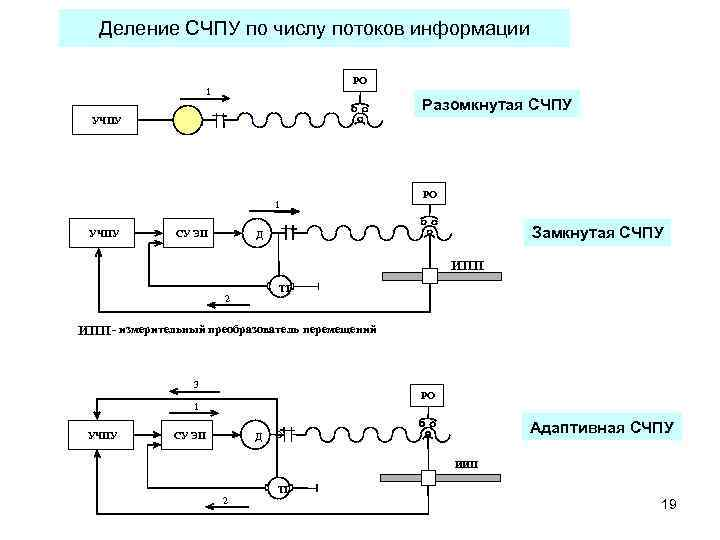 Деление СЧПУ по числу потоков информации
РО
1
Разомкнутая СЧПУ
УЧПУ
РО
1
УЧПУ
СУ ЭП
Д
Замкнутая СЧПУ
ИПП
ТГ
2
ИПП - измерительный преобразователь перемещений
3
РО
1
Адаптивная СЧПУ
УЧПУ
СУ ЭП
Д
ИПП
ТГ
2
19